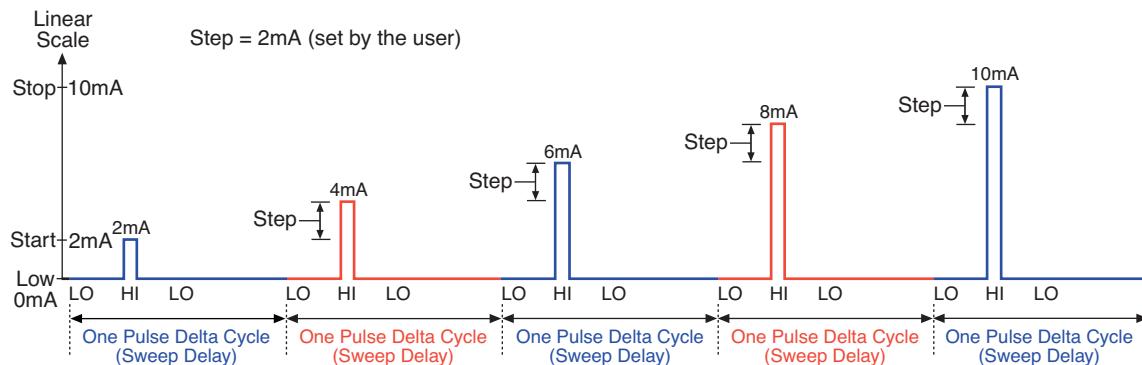 Linear
Scale
Step = 2mA (set by the user)
Stop 10mA
10mA
Step
8mA
Step
6mA
Step
4mA
Step
2mA
Start 2mA
Low
0mA
LO HI LO LO HI LO LO HI LO LO HI LO LO HI LO
One Pulse Delta Cycle
(Sweep Delay)
One Pulse Delta Cycle
(Sweep Delay)
One Pulse Delta Cycle
(Sweep Delay)
One Pulse Delta Cycle
(Sweep Delay)
One Pulse Delta Cycle
(Sweep Delay)